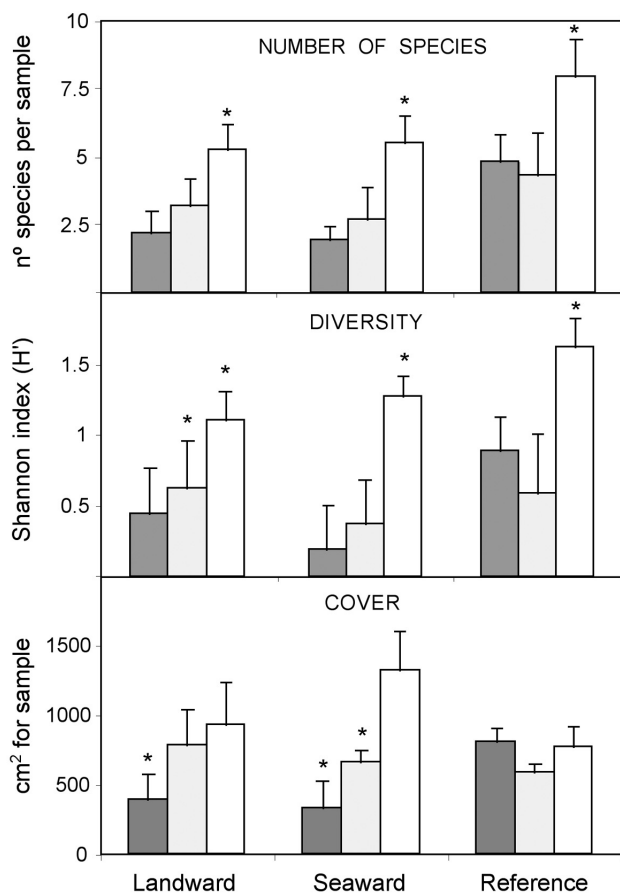 NUMBER OF SPECIES
nº species per sample
10
7.5
5
2.5
* * *
DIVERSITY
Shannon index (H')
1.5
1
0.5
* * * *
COVER
cm² for sample
1500
1000
500
0
* * *
Landward Seaward Reference